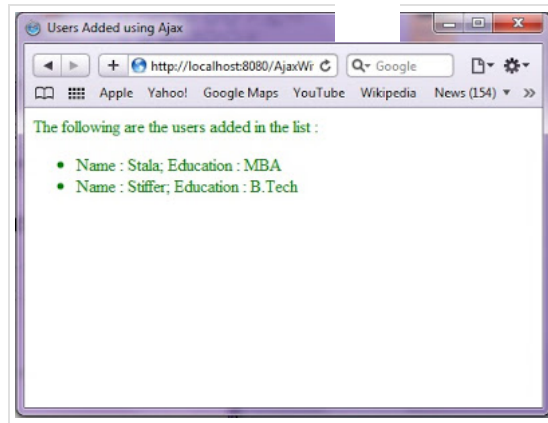 Users Added using Ajax
http://localhost:8080/AjaxWi
Google
Apple Yahoo! Google Maps YouTube Wikipedia News (154)
The following are the users added in the list :
Name : Stala; Education : MBA
Name : Stiffer; Education : B.Tech